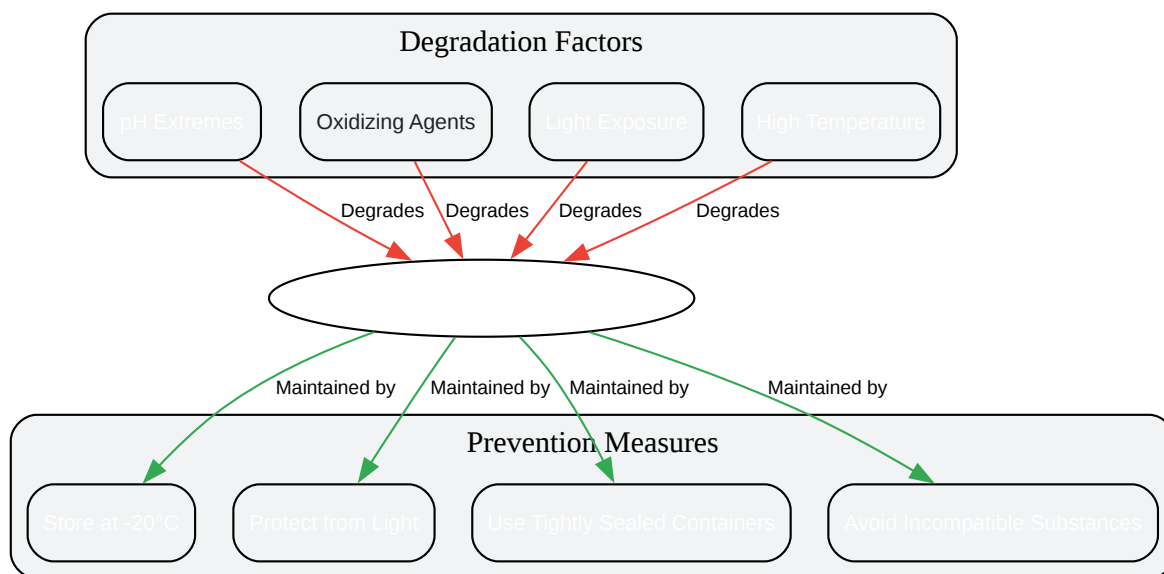 Degradation Factors
pH Extremes
Oxidizing Agents
Light Exposure
High Temperature
Degrades
Degrades
Degrades
Degrades
Maintained by
Maintained by
Maintained by
Maintained by
Prevention Measures
Store at -20°C
Protect from Light
Use Tightly Sealed Containers
Avoid Incompatible Substances